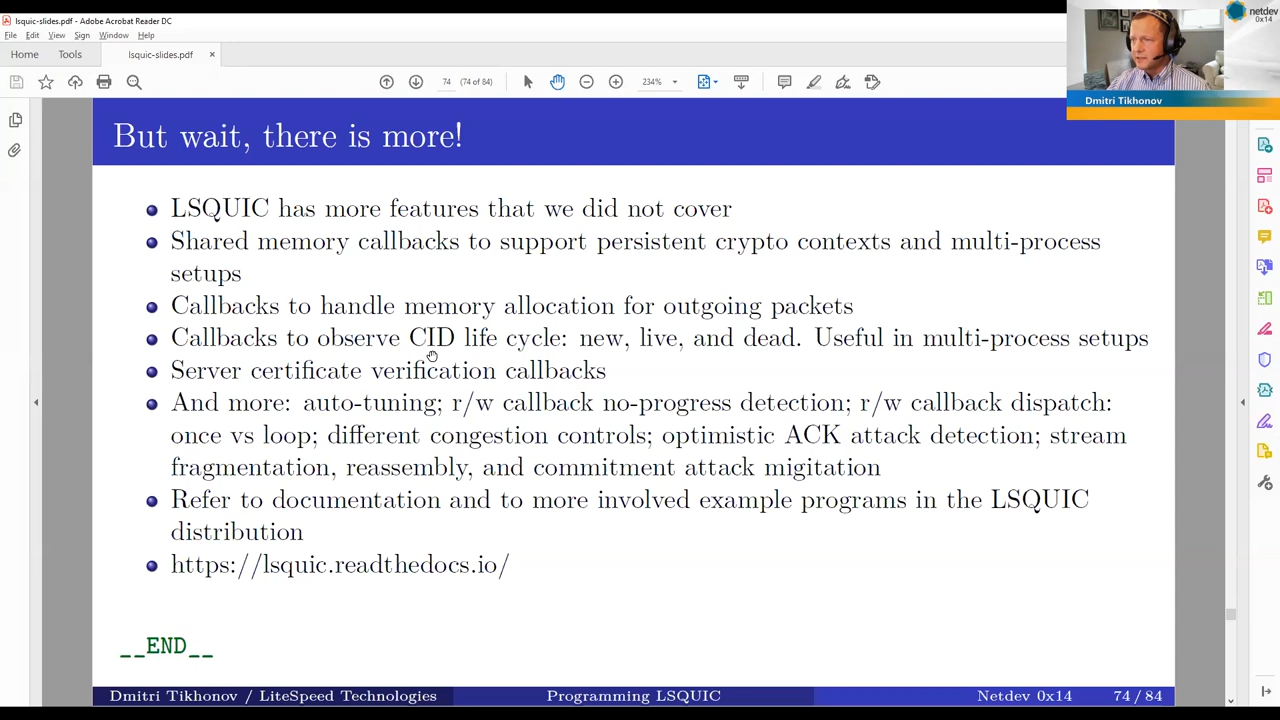 lsquic-slides.pdf - Adobe Acrobat Reader DC
File Edit View Sign Window Help
Home Tools lsquic-slides.pdf ×
74 (74 of 84) 234%
netdev
0x14
Dmitri Tikhonov
But wait, there is more!
LSQUIC has more features that we did not cover
Shared memory callbacks to support persistent crypto contexts and multi-process
setups
Callbacks to handle memory allocation for outgoing packets
Callbacks to observe CID life cycle: new, live, and dead. Useful in multi-process setups
Server certificate verification callbacks
And more: auto-tuning; r/w callback no-progress detection; r/w callback dispatch:
once vs loop; different congestion controls; optimistic ACK attack detection; stream
fragmentation, reassembly, and commitment attack migitation
Refer to documentation and to more involved example programs in the LSQUIC
distribution
https://lsquic.readthedocs.io/
__END__
Dmitri Tikhonov / LiteSpeed Technologies Programming LSQUIC Netdev 0x14 74 / 84